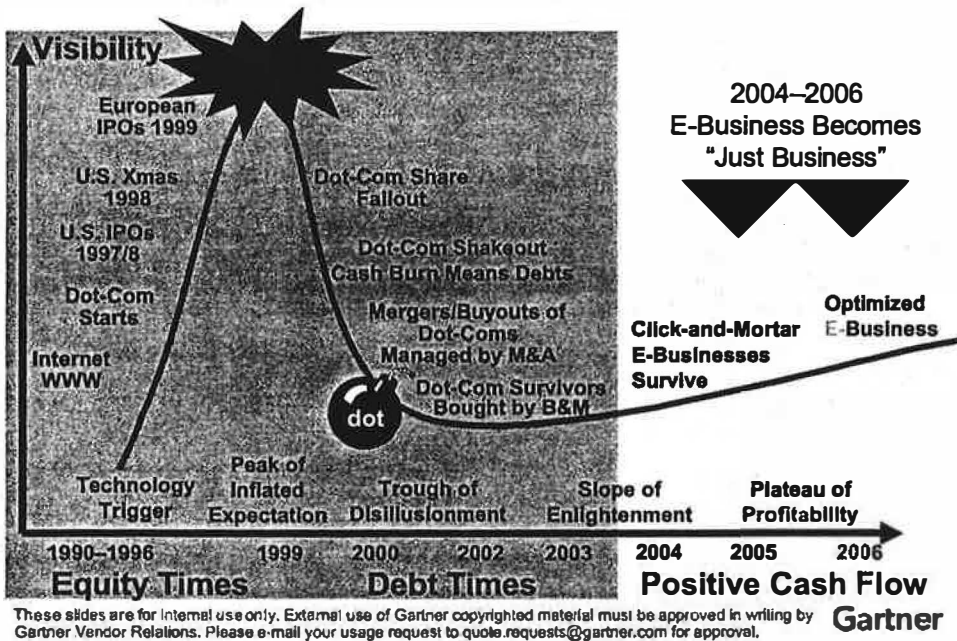 Visibility
European
IPOs 1999
U.S. Xmas
1998
U.S. IPOs
1997/8
Dot-Com
Starts
Internet
WWW
Dot-Com Share
Fallout
Dot-Com Shakeout
Cash Burn Means Debts
Mergers/Buyouts of
Dot-Coms
Managed by M&A
Dot-Com Survivors
Bought by B&M
dot
2004–2006
E-Business Becomes
“Just Business”
Click-and-Mortar
E-Businesses
Survive
Optimized
E-Business
Technology
Trigger
Peak of
Inflated
Expectation
Trough of
Disillusionment
Slope of
Enlightenment
Plateau of
Profitability
1990–1996 1999 2000 2002 2003 2004 2005 2006
Equity Times Debt Times Positive Cash Flow
These slides are for internal use only. External use of Gartner copyrighted material must be approved in writing by
Gartner Vendor Relations. Please e-mail your usage request to quote.requests@gartner.com for approval.
Gartner